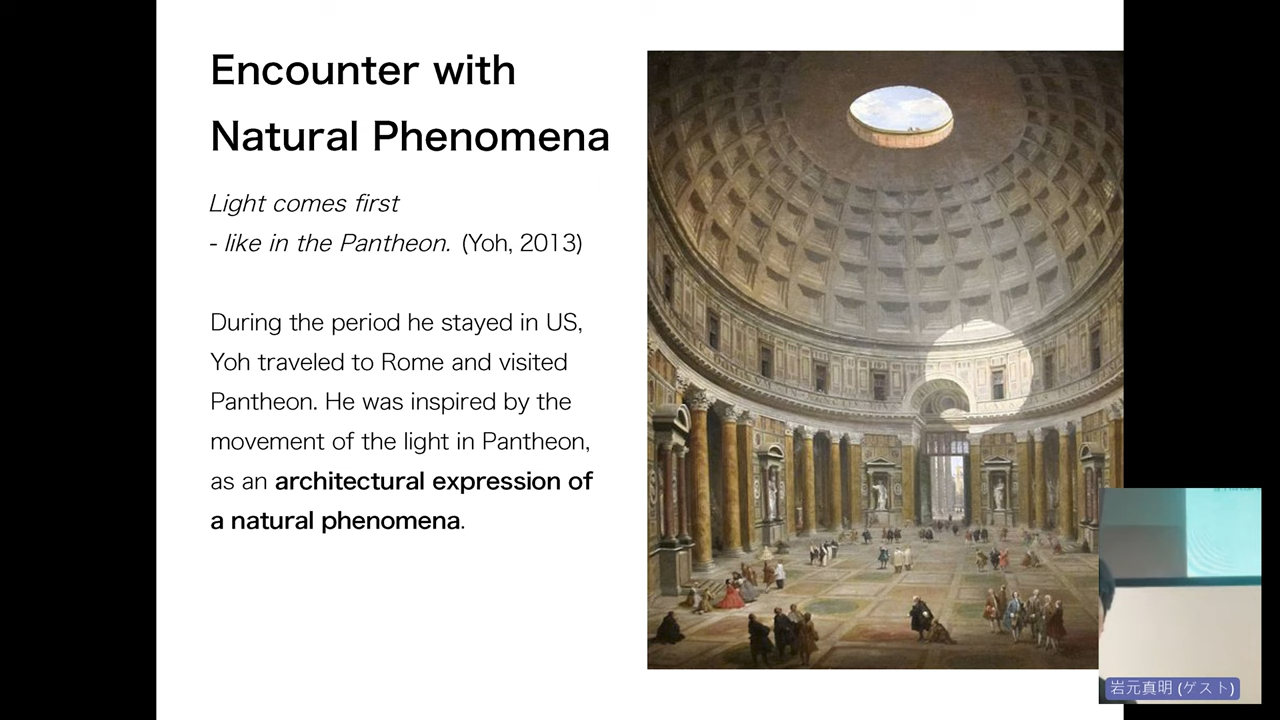 Encounter with
Natural Phenomena
Light comes first
- like in the Pantheon. (Yoh, 2013)
During the period he stayed in US,
Yoh traveled to Rome and visited
Pantheon. He was inspired by the
movement of the light in Pantheon,
as an architectural expression of
a natural phenomena.
岩元真明 (ゲスト)